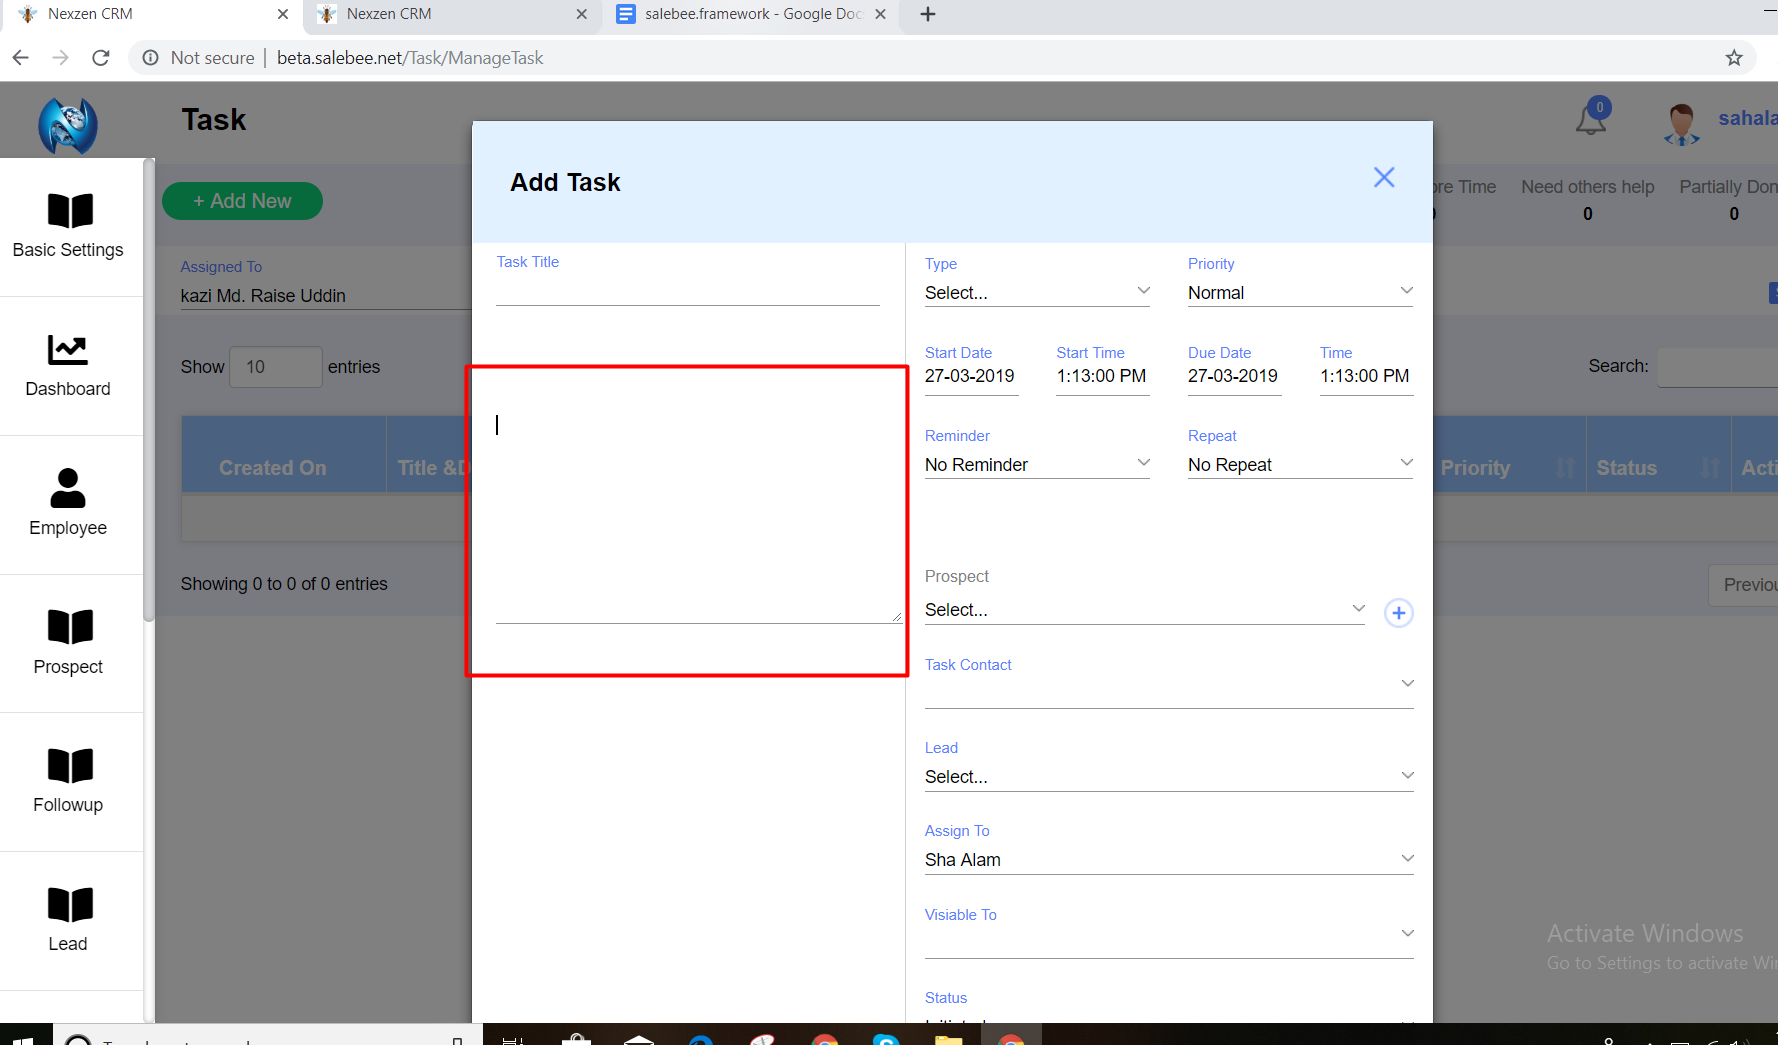 Nexzen CRM
Nexzen CRM
salebee.framework - Google Doc
Not secure
beta.salebee.net/Task/ManageTask
Task
0
sahala
Add Task
+ Add New
ore Time
Need others help
0
Partially Don
0
Basic Settings
Dashboard
Employee
Prospect
Followup
Lead
Assigned To
kazi Md. Raise Uddin
Show 10 entries
Search:
Created On
Title &D
Priority
Status
Acti
Showing 0 to 0 of 0 entries
Previou
Task Title
Type
Select...
Priority
Normal
Start Date
27-03-2019
Start Time
1:13:00 PM
Due Date
27-03-2019
Time
1:13:00 PM
Reminder
No Reminder
Repeat
No Repeat
Prospect
Select...
Task Contact
Lead
Select...
Assign To
Sha Alam
Visiable To
Status
Activate Windows
Go to Settings to activate Wi